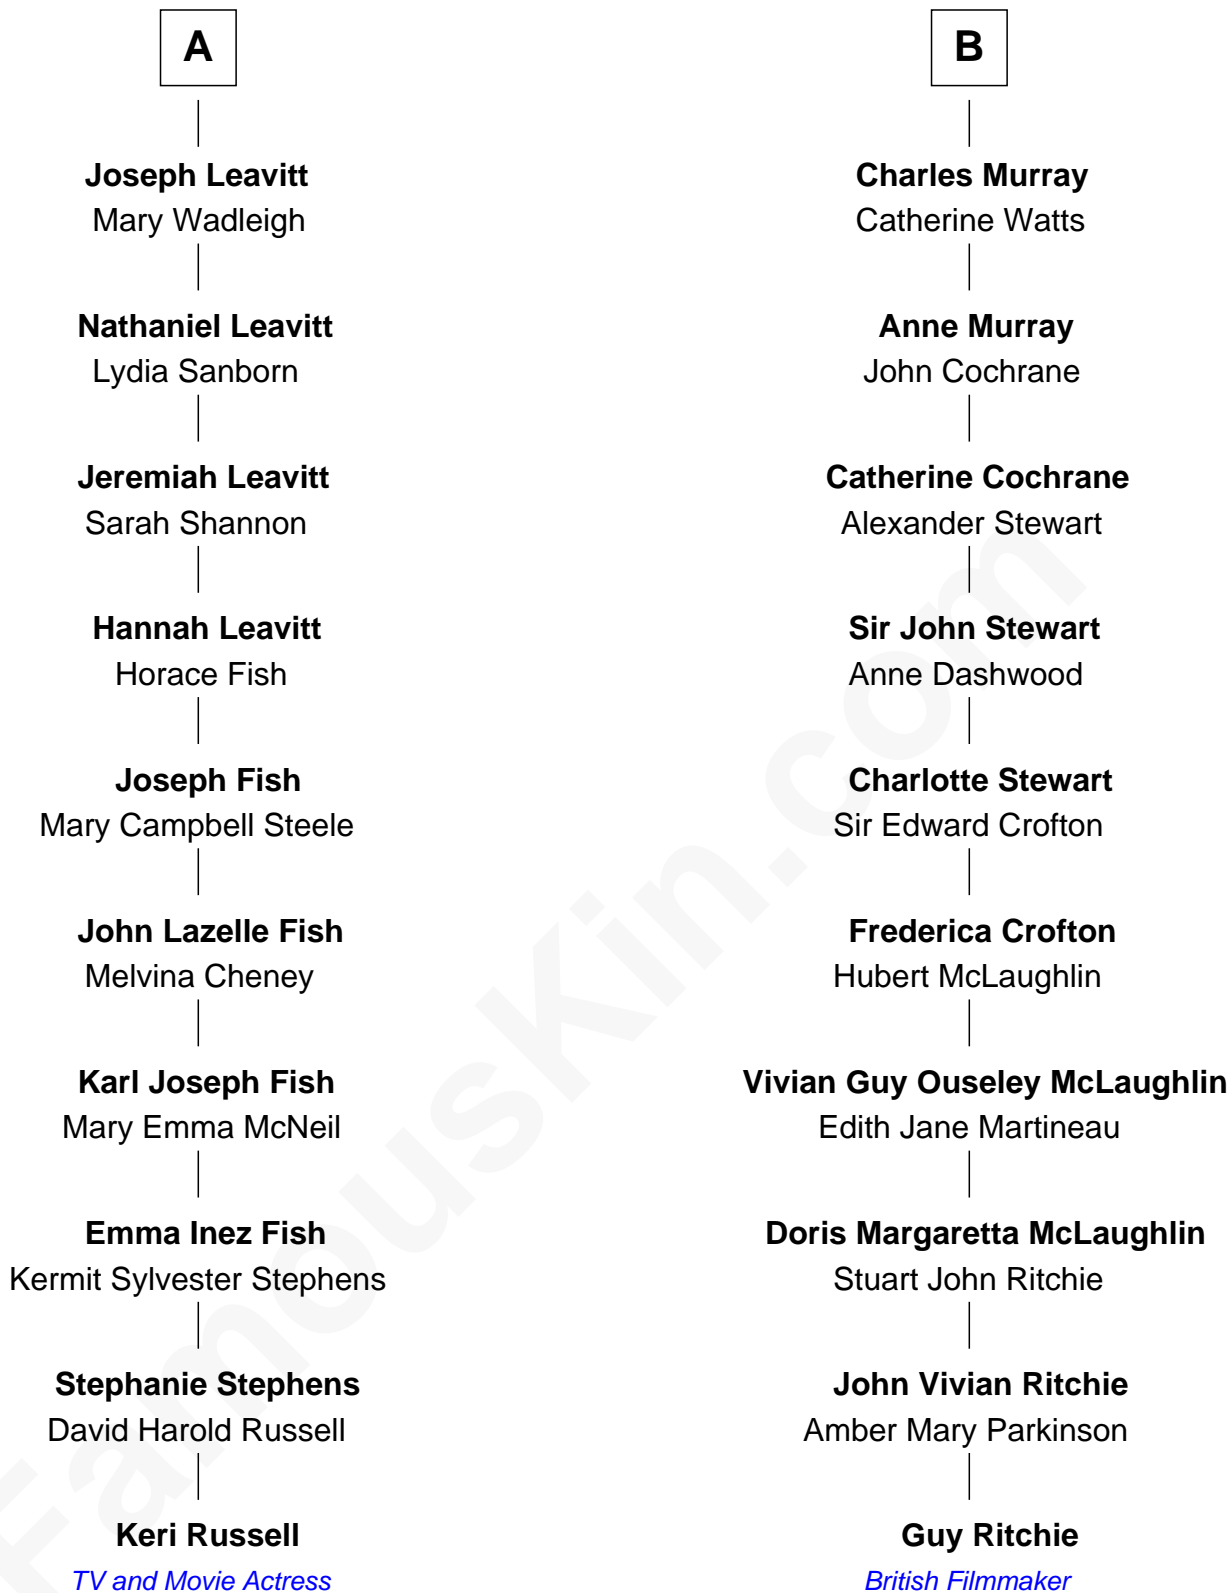 A
Joseph Leavitt
Mary Wadleigh
Nathaniel Leavitt
Lydia Sanborn
Jeremiah Leavitt
Sarah Shannon
Hannah Leavitt
Horace Fish
Joseph Fish
Mary Campbell Steele
John Lazelle Fish
Melvina Cheney
Karl Joseph Fish
Mary Emma McNeil
Emma Inez Fish
Kermit Sylvester Stephens
Stephanie Stephens
David Harold Russell
Keri Russell
TV and Movie Actress
B
Charles Murray
Catherine Watts
Anne Murray
John Cochrane
Catherine Cochrane
Alexander Stewart
Sir John Stewart
Anne Dashwood
Charlotte Stewart
Sir Edward Crofton
Frederica Crofton
Hubert McLaughlin
Vivian Guy Ouseley McLaughlin
Edith Jane Martineau
Doris Margaretta McLaughlin
Stuart John Ritchie
John Vivian Ritchie
Amber Mary Parkinson
Guy Ritchie
British Filmmaker
FamousKin.com